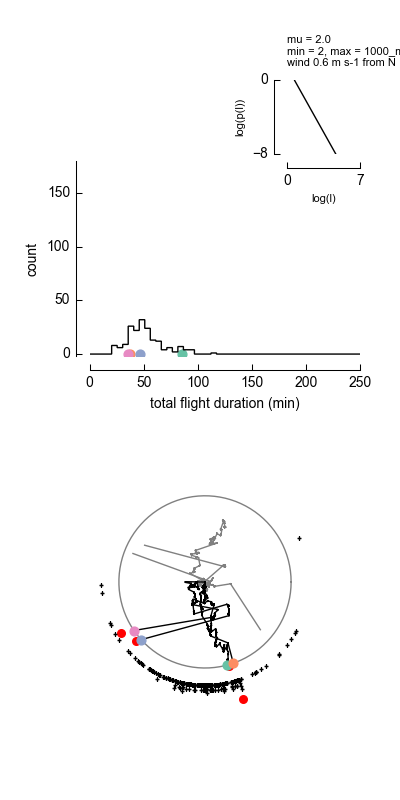 mu = 2.0
min = 2, max = 1000_m
wind 0.6 m s-1 from N
0
log(p(l))
−8
0
7
log(l)
150
100
count
50
0
0
50
100
150
200
250
total flight duration (min)